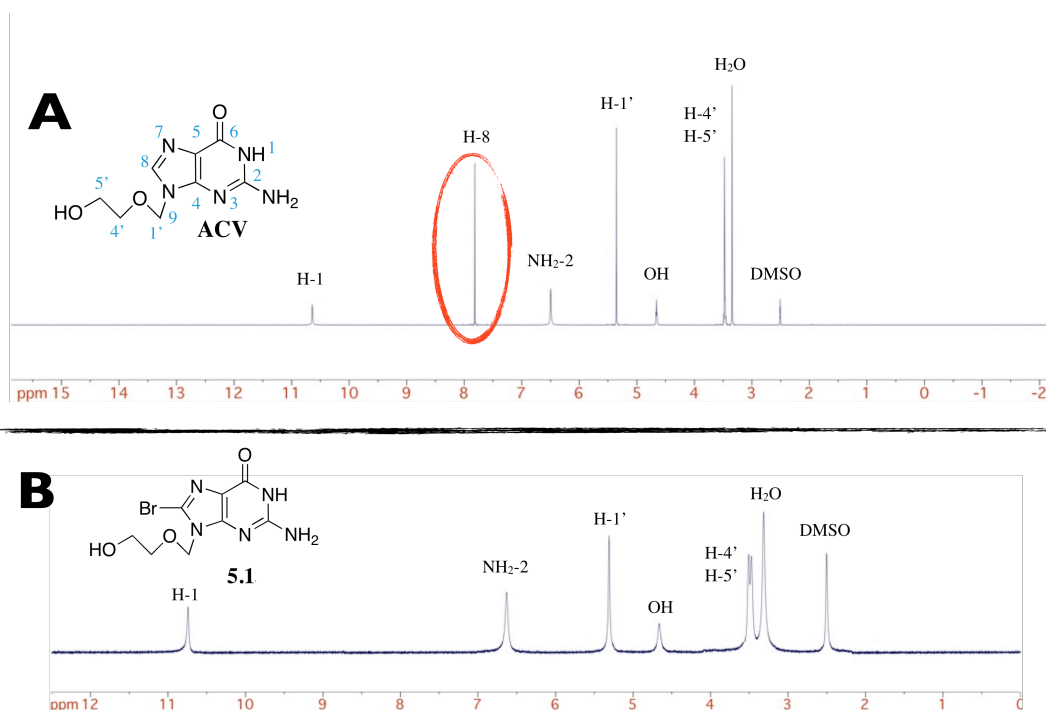 A
O
7
5
6
N
NH
1
8
2
N
N
NH2
4
3
5'
O
HO
9
4'
1'
ACV
H-1
H-8
NH2-2
H-1'
OH
H-4'
H-5'
H2O
DMSO
ppm 15 14 13 12 11 10 9 8 7 6 5 4 3 2 1 0 -1 -2
B
O
N
NH
Br
N
N
NH2
O
HO
5.1
H-1
NH2-2
H-1'
OH
H-4'
H-5'
H2O
DMSO
ppm 12 11 10 9 8 7 6 5 4 3 2 1 0